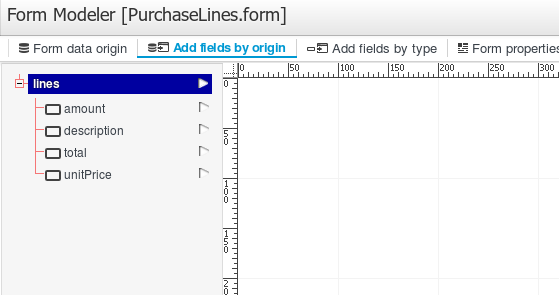 Form Modeler [PurchaseLines.form]
Form data origin Add fields by origin Add fields by type Form properties
lines
amount
description
total
unitPrice
0 50 100 150 200 250 300
0
50
100
150
20